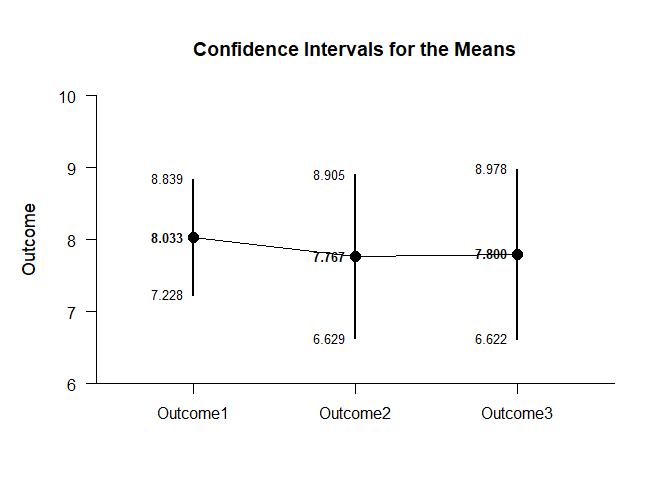 Confidence Intervals for the Means
10
9
8
7
6
Outcome
8.839
8.033
7.228
8.905
7.767
6.629
8.978
7.800
6.622
Outcome1
Outcome2
Outcome3